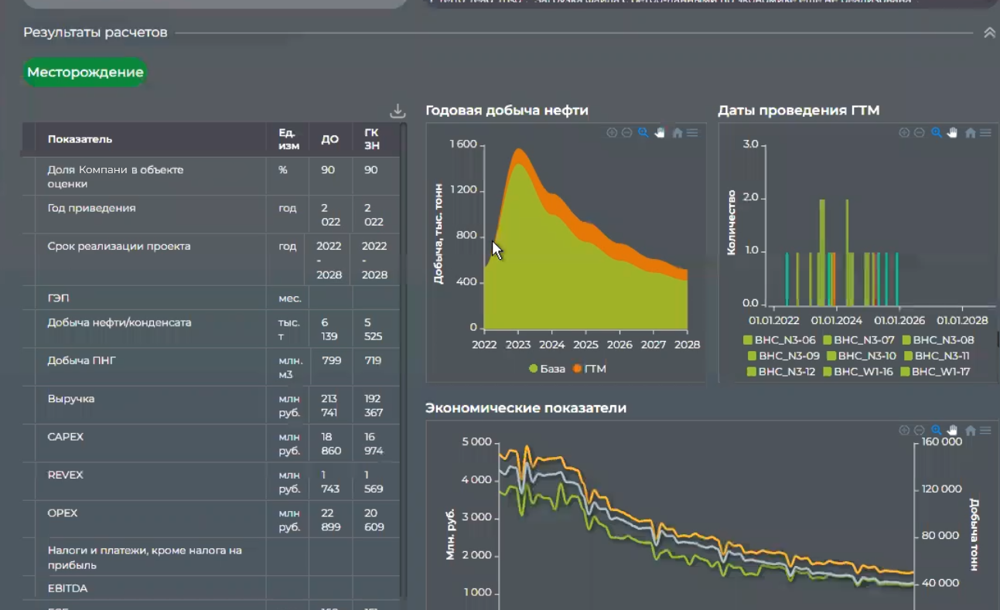 Результаты расчетов
Месторождение
Показатель Ед. изм ДО ГК ЗН
Доля Компани в объекте оценки % 90 90
Год приведения год 2 022 2 022
Срок реализации проекта год 2022 - 2028 2022 - 2028
ГЭП мес.
Добыча нефти/конденсата тыс. т 6 139 5 525
Добыча ПНГ млн. м3 799 719
Выручка млн руб. 213 741 192 367
CAPEX млн руб. 18 860 16 974
REVEX млн руб. 1 743 1 569
OPEX млн руб. 22 899 20 609
Налоги и платежи, кроме налога на прибыль
EBITDA
Годовая добыча нефти
Добыча, тыс. тонн
1 600
1 200
800
400
0
2022 2023 2024 2025 2026 2027 2028
База ГТМ
Даты проведения ГТМ
Количество
3.0
2.0
1.0
0.0
01.01.2022 01.01.2024 01.01.2026 01.01.2028
ВНС_N3-06 ВНС_N3-07 ВНС_N3-08
ВНС_N3-09 ВНС_N3-10 ВНС_N3-11
ВНС_N3-12 ВНС_W1-16 ВНС_W1-17
Экономические показатели
Млн. руб.
5 000
4 000
3 000
2 000
1 000
160 000
120 000
80 000
40 000
Добыча тонн